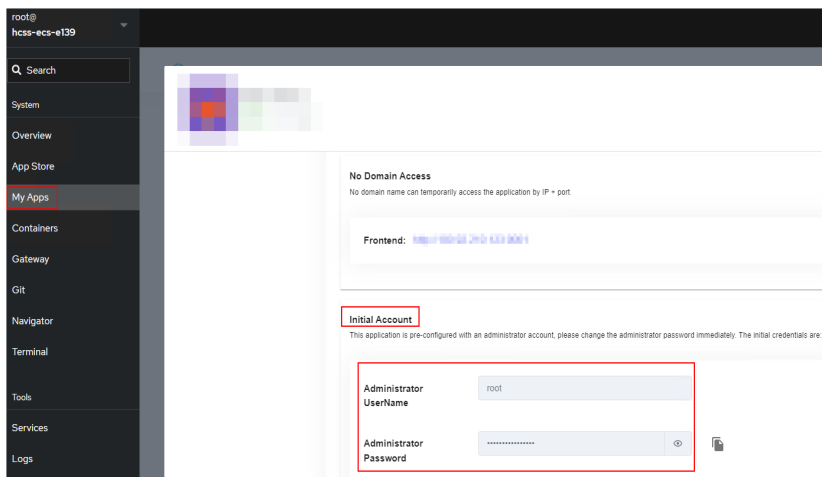 root@
hcss-ecs-e139
Search
System
Overview
App Store
My Apps
Containers
Gateway
Git
Navigator
Terminal
Tools
Services
Logs
No Domain Access
No domain name can temporarily access the application by IP + port
Frontend:
Initial Account
This application is pre-configured with an administrator account, please change the administrator password immediately. The initial credentials are:
Administrator
UserName
root
Administrator
Password